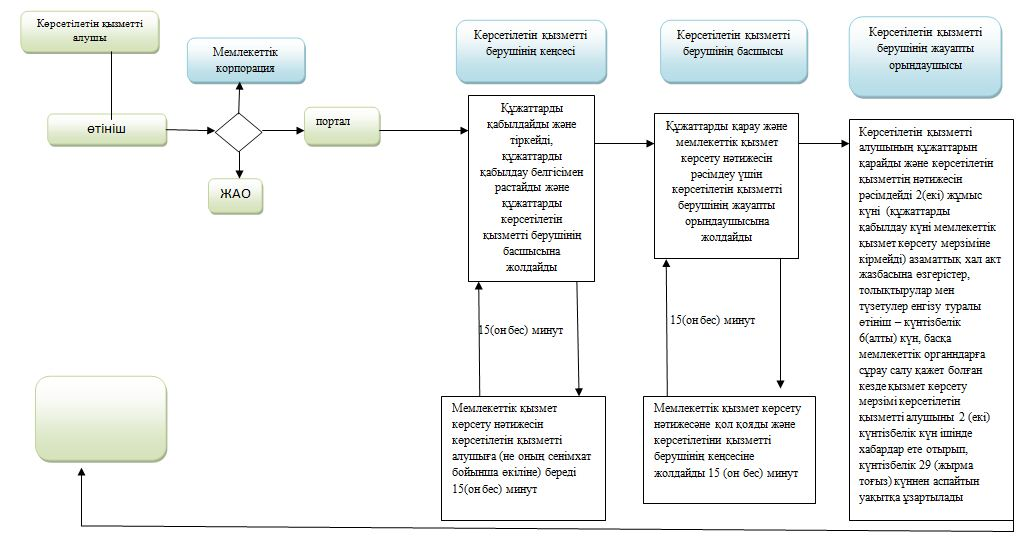 Көрсетілетін қызметті
алушы
Мемлекеттік
корпорация
өтініш
портал
ЖАО
Көрсетілетін қызметті
берушінің кеңсесі
Көрсетілетін қызметті
берушінің басшысы
Көрсетілетін қызметті
берушінің жауапты
орындаушысы
Құжаттарды
қабылдайды және
тіркейді,
құжаттарды
қабылдау белгісімен
растайды және
құжаттарды
көрсетілетін
қызметті берушінің
басшысына
жолдайды
Құжаттарды қарау және
мемлекеттік қызмет
көрсету нәтижесін
рәсімдеу үшін
көрсетілетін қызметті
берушінің жауапты
орындаушысына
жолдайды
Көрсетілетін қызметті
алушының құжаттарын
қарайды және көрсетілетін
қызметтің нәтижесін
рәсімдейді 2(екі) жұмыс
күні (құжаттарды
қабылдау күні мемлекеттік
қызмет көрсету мерзіміне
кірмейді) азаматтық хал акт
жазбасына өзгерістер,
толықтырулар мен
түзетулер енгізу туралы
өтініш – күнтізбелік
6(алты) күн, басқа
мемлекеттік органндарға
сұрау салу қажет болған
кезде қызмет көрсету
мерзімі көрсетілетін
қызметті алушыны 2 (екі)
күнтізбелік күн ішінде
хабардар ете отырып,
күнтізбелік 29 (жырма
тоғыз) күннен аспайтын
уақытқа ұзартылады
15(он бес) минут
15(он бес) минут
Мемлекеттік қызмет
көрсету нәтижесін
көрсетілетін қызметті
алушыға (не оның сенімхат
бойынша өкіліне) береді
15(он бес) минут
Мемлекеттік қызмет көрсету
нәтижесәне қол қояды және
көрсетілетіни қызметті
берушінің кеңсесіне
жолдайды 15 (он бес) минут